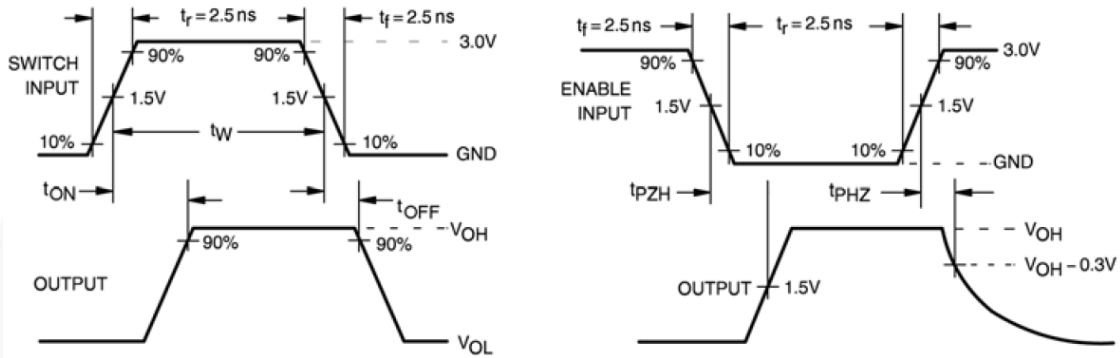 tr = 2.5 ns
tf = 2.5 ns
3.0V
90%
90%
SWITCH
INPUT
1.5V
1.5V
tW
10%
10%
GND
tON
tOFF
VOH
90%
90%
OUTPUT
VOL
tf = 2.5 ns
tr = 2.5 ns
3.0V
90%
90%
ENABLE
INPUT
1.5V
1.5V
10%
10%
GND
tPZH
tPHZ
VOH
VOH – 0.3V
OUTPUT
1.5V